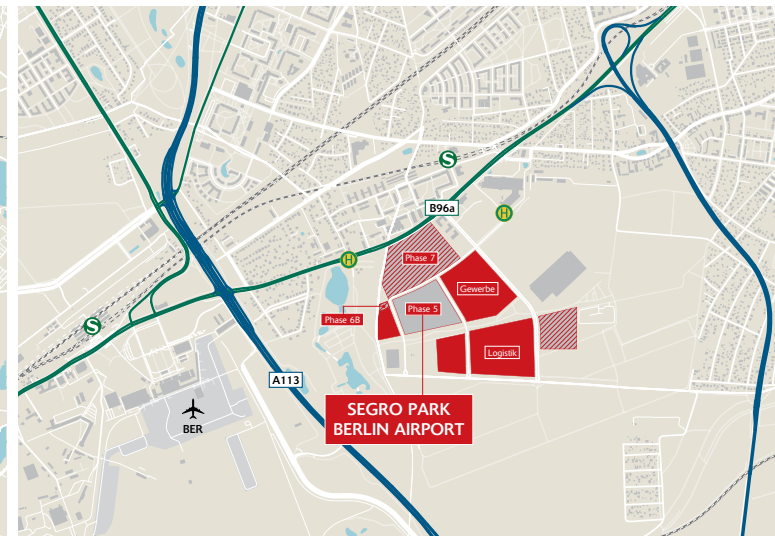 S
B96a
H
H
Phase 7
Gewerbe
Phase 5
Phase 6B
S
Logistik
A113
SEGRO PARK
BERLIN AIRPORT
BER